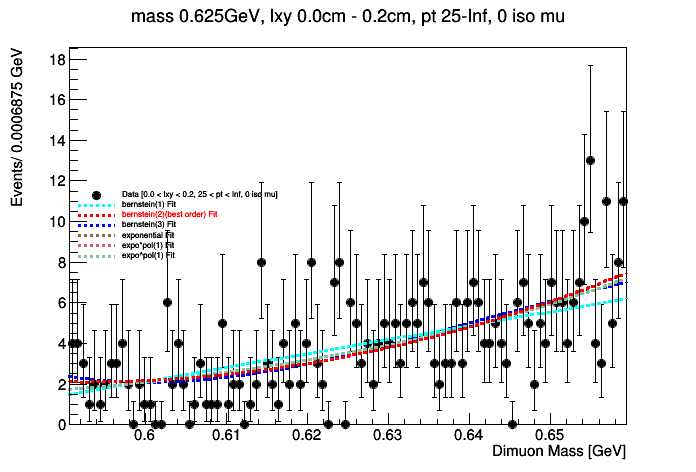 mass 0.625GeV, lxy 0.0cm - 0.2cm, pt 25-Inf, 0 iso mu
Events/ 0.0006875 GeV
18
16
14
12
10
8
6
4
2
0
Data [0.0 < lxy < 0.2, 25 < pt < Inf, 0 iso mu]
bernstein(1) Fit
bernstein(2)(best order) Fit
bernstein(3) Fit
exponential Fit
expo*pol(1) Fit
expo^pol(1) Fit
0.6 0.61 0.62 0.63 0.64 0.65
Dimuon Mass [GeV]